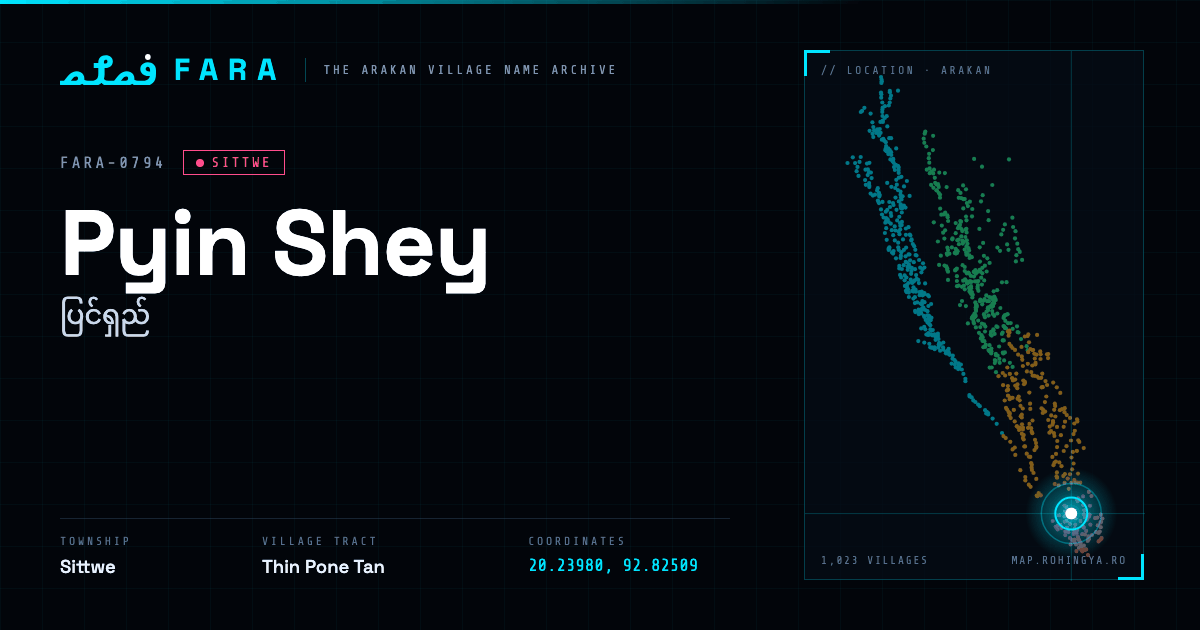 FARA
THE ARAKAN VILLAGE NAME ARCHIVE
FARA-0794
SITTWE
Pyin Shey
ပြင်ရှည်
TOWNSHIP
Sittwe
VILLAGE TRACT
Thin Pone Tan
COORDINATES
20.23980, 92.82509
// LOCATION · ARAKAN
1,023 VILLAGES
MAP.ROHINGYA.RO